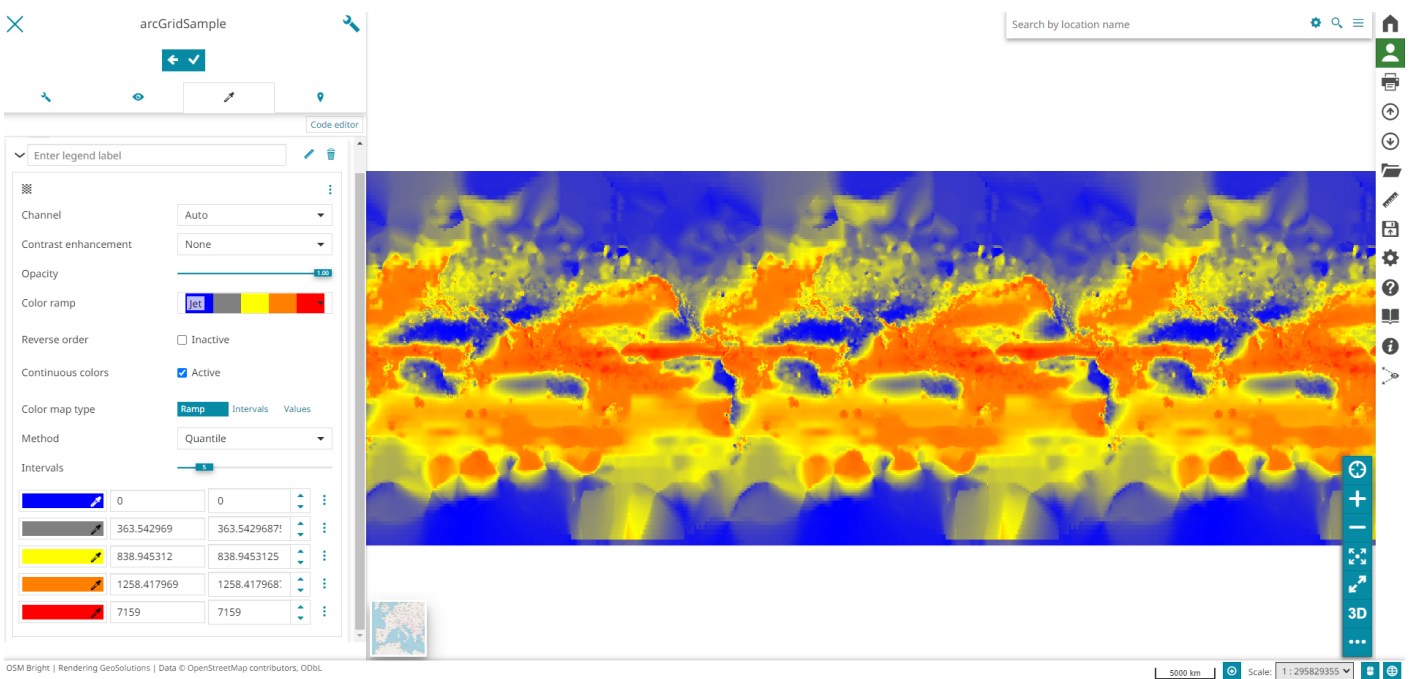 arcGridSample
Search by location name
Code editor
Enter legend label
Channel Auto
Contrast enhancement None
Opacity 1.00
Color ramp Jet
Reverse order Inactive
Continuous colors Active
Color map type Ramp Intervals Values
Method Quantile
Intervals 5
0 0
363.542969 363.5429687
838.945312 838.9453125
1258.417969 1258.4179687
7159 7159
3D
OSM Bright | Rendering GeoSolutions | Data © OpenStreetMap contributors, ODbL
5000 km Scale: 1 : 295829355